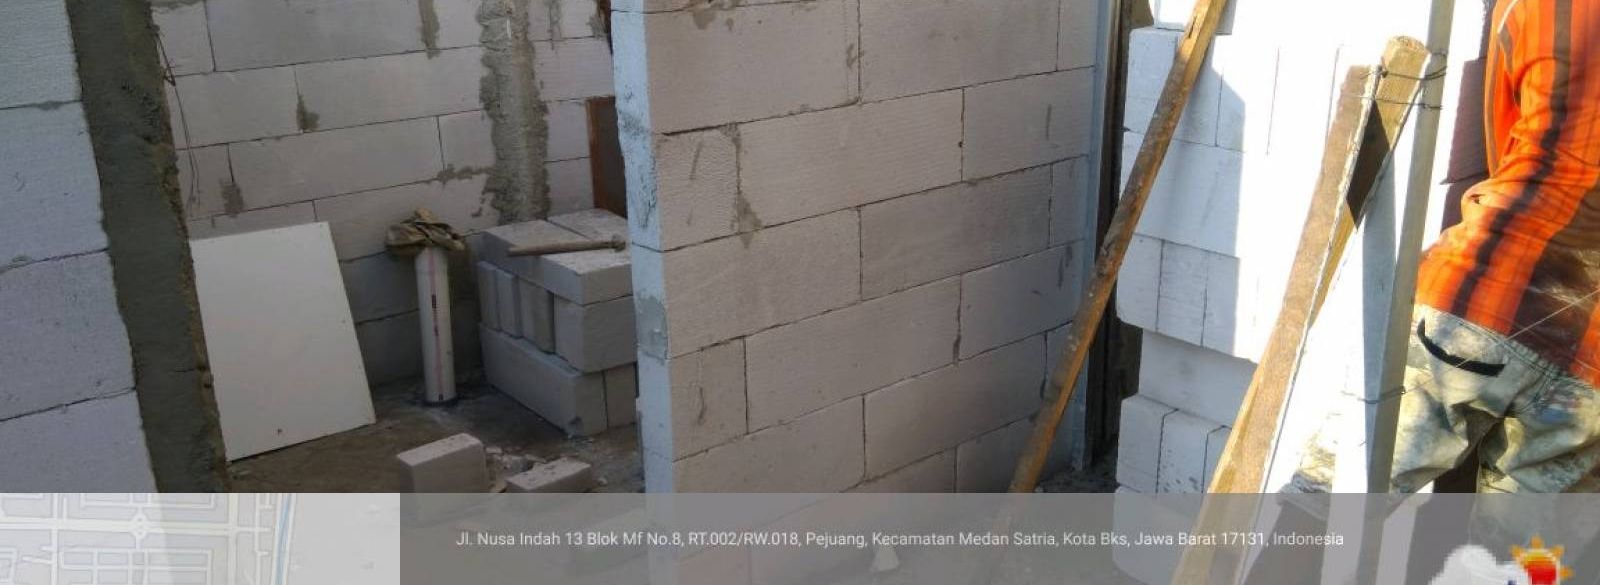 Jl. Nusa Indah 13 Blok Mf No.8, RT.002/RW.018, Pejuang, Kecamatan Medan Satria, Kota Bks, Jawa Barat 17131, Indonesia